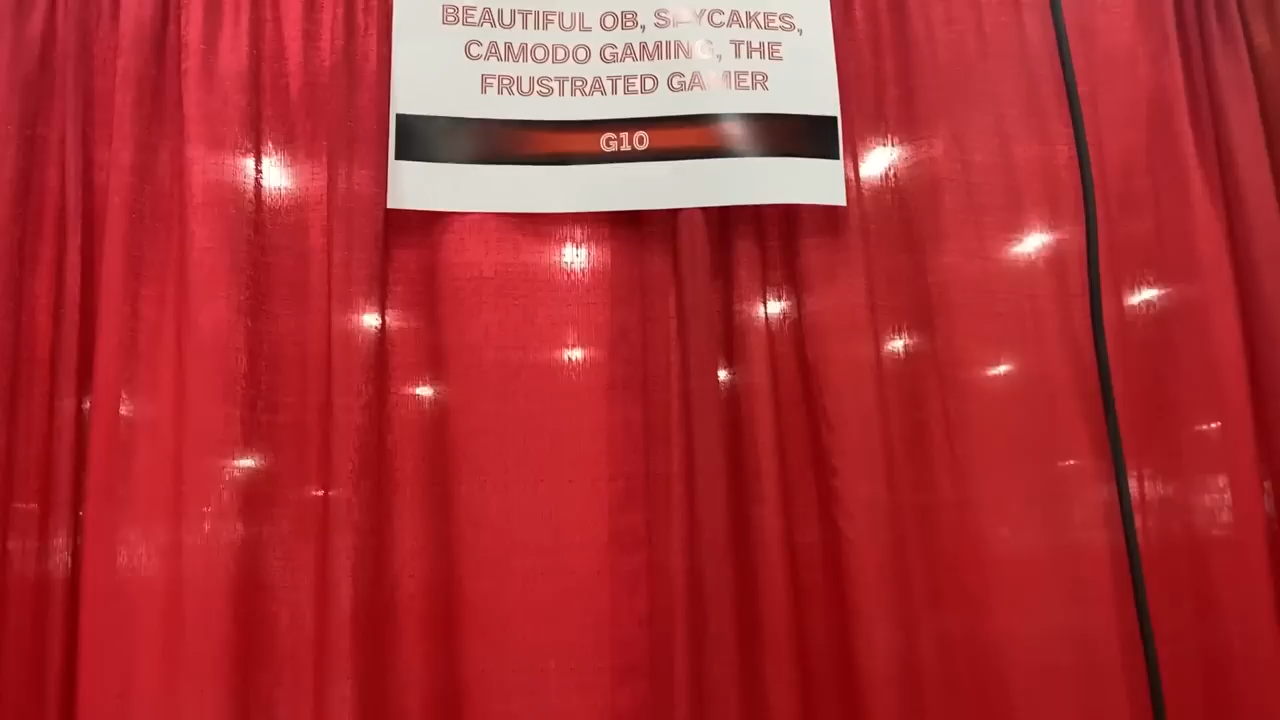 BEAUTIFUL OB, SPYCAKES,
CAMODO GAMING, THE
FRUSTRATED GAMER
G10